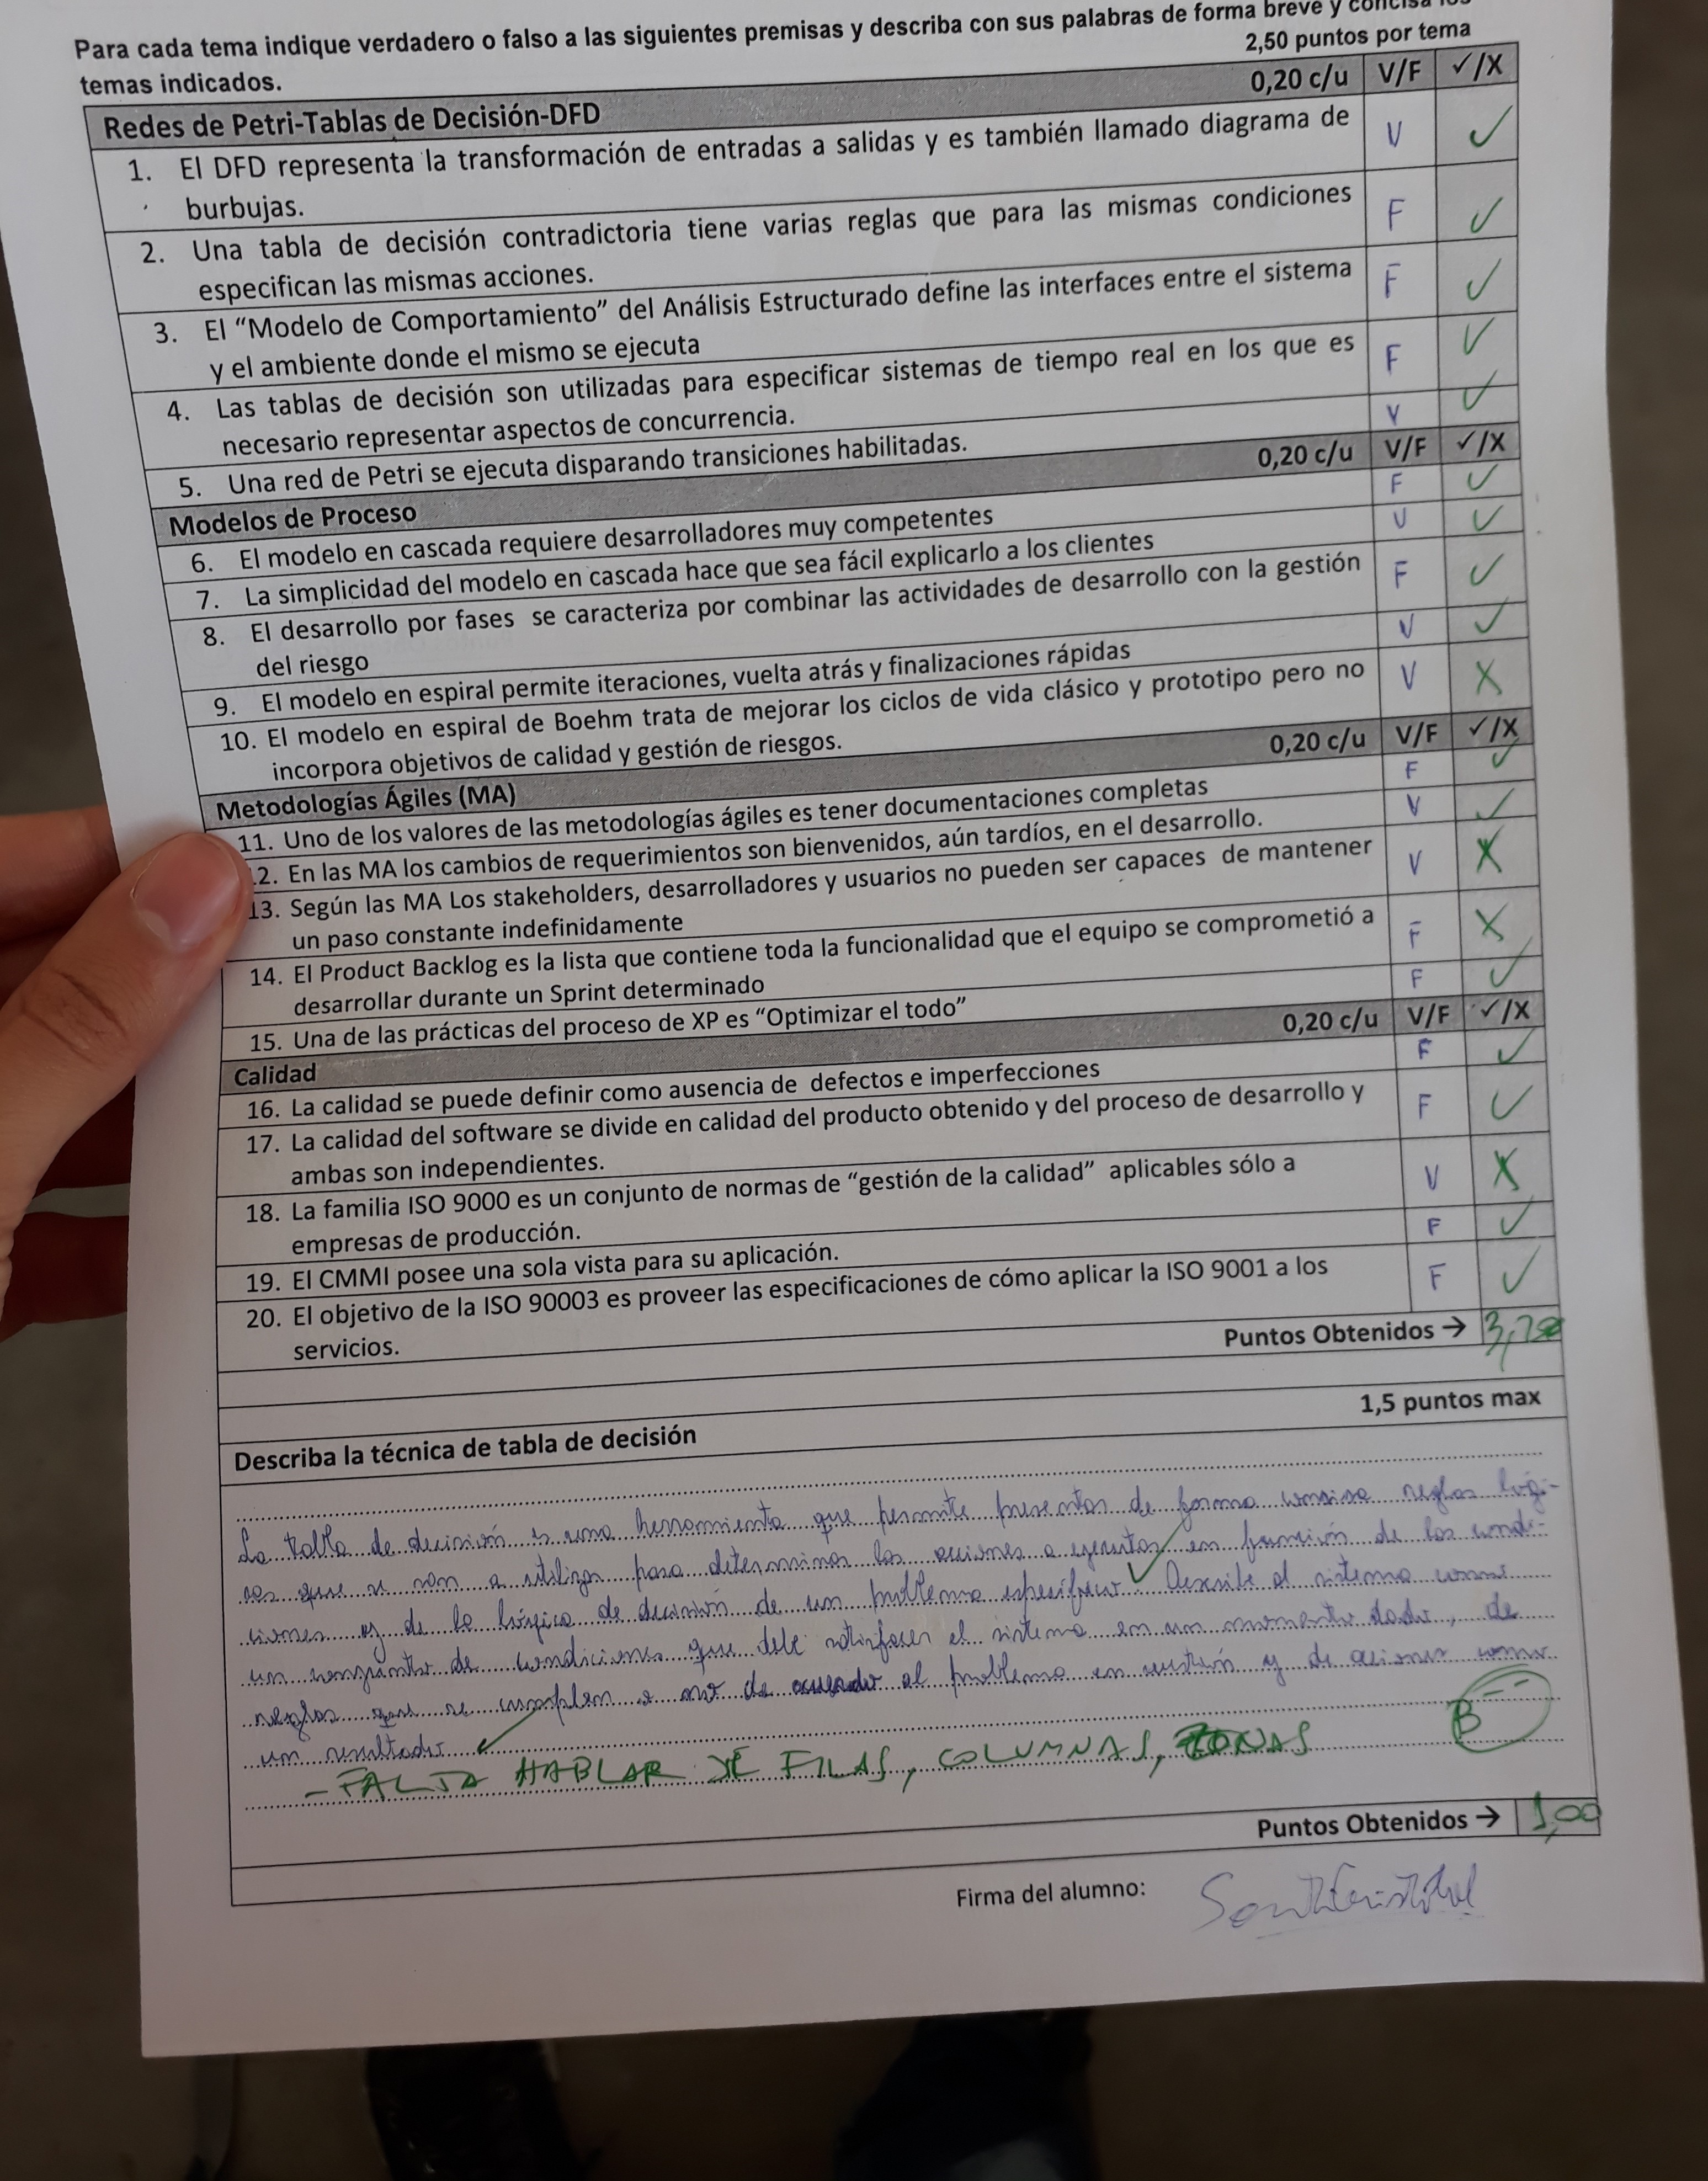 Para cada tema indique verdadero o falso a las siguientes premisas y describa con sus palabras de forma breve y concisa los
temas indicados. 2,50 puntos por tema
Redes de Petri-Tablas de Decisión-DFD 0,20 c/u V/F ✓/X
1. El DFD representa la transformación de entradas a salidas y es también llamado diagrama de V ✓
burbujas.
2. Una tabla de decisión contradictoria tiene varias reglas que para las mismas condiciones F ✓
especifican las mismas acciones.
3. El “Modelo de Comportamiento” del Análisis Estructurado define las interfaces entre el sistema F ✓
y el ambiente donde el mismo se ejecuta
4. Las tablas de decisión son utilizadas para especificar sistemas de tiempo real en los que es F ✓
necesario representar aspectos de concurrencia.
5. Una red de Petri se ejecuta disparando transiciones habilitadas. V ✓
Modelos de Proceso 0,20 c/u V/F ✓/X
6. El modelo en cascada requiere desarrolladores muy competentes F ✓
7. La simplicidad del modelo en cascada hace que sea fácil explicarlo a los clientes V ✓
8. El desarrollo por fases se caracteriza por combinar las actividades de desarrollo con la gestión F ✓
del riesgo
9. El modelo en espiral permite iteraciones, vuelta atrás y finalizaciones rápidas V ✓
10. El modelo en espiral de Boehm trata de mejorar los ciclos de vida clásico y prototipo pero no V X
incorpora objetivos de calidad y gestión de riesgos.
Metodologías Ágiles (MA) 0,20 c/u V/F ✓/X
11. Uno de los valores de las metodologías ágiles es tener documentaciones completas F ✓
2. En las MA los cambios de requerimientos son bienvenidos, aún tardíos, en el desarrollo. V ✓
13. Según las MA Los stakeholders, desarrolladores y usuarios no pueden ser capaces de mantener V X
un paso constante indefinidamente
14. El Product Backlog es la lista que contiene toda la funcionalidad que el equipo se comprometió a F X
desarrollar durante un Sprint determinado
15. Una de las prácticas del proceso de XP es “Optimizar el todo” F ✓
Calidad 0,20 c/u V/F ✓/X
16. La calidad se puede definir como ausencia de defectos e imperfecciones F ✓
17. La calidad del software se divide en calidad del producto obtenido y del proceso de desarrollo y F ✓
ambas son independientes.
18. La familia ISO 9000 es un conjunto de normas de “gestión de la calidad” aplicables sólo a V X
empresas de producción.
19. El CMMI posee una sola vista para su aplicación. F ✓
20. El objetivo de la ISO 90003 es proveer las especificaciones de cómo aplicar la ISO 9001 a los F ✓
servicios.
Puntos Obtenidos →
1,5 puntos max
Describa la técnica de tabla de decisión
La tabla de decisión es una herramienta que permite presentar de forma concisa reglas lógi-
cas que se van a utilizar para determinar las acciones a ejecutar en función de las condi-
ciones y de la lógica de decisión de un problema específico ✓ Describe el sistema como
un conjunto de condiciones que debe satisfacer el sistema en un momento dado, de
reglas que se cumplen o no de acuerdo al problema en cuestión y de acciones como
un resultado ✓
- FALTA HABLAR DE FILAS, COLUMNAS, ZONAS B
Puntos Obtenidos → 1,00
Firma del alumno: